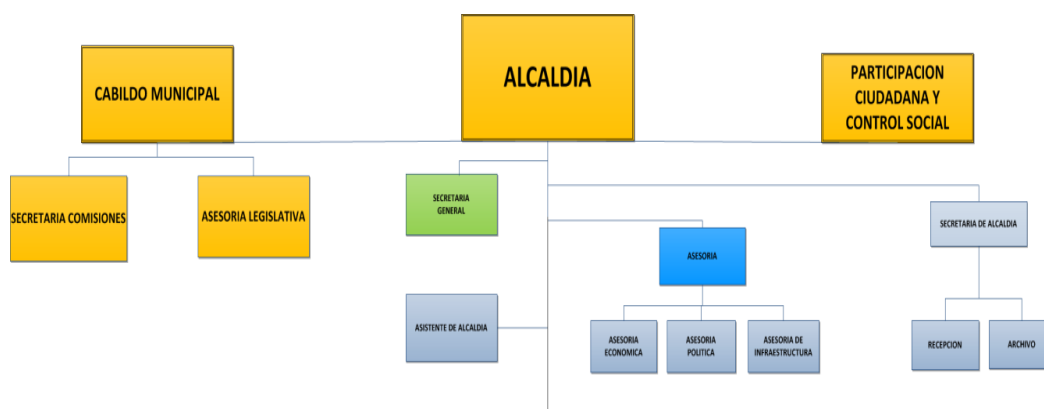 CABILDO MUNICIPAL
ALCALDIA
PARTICIPACION
CIUDADANA Y
CONTROL SOCIAL
SECRETARIA COMISIONES
ASESORIA LEGISLATIVA
SECRETARIA
GENERAL
SECRETARIA DE ALCALDIA
ASESORIA
ASISTENTE DE ALCALDIA
ASESORIA
ECONOMICA
ASESORIA
POLITICA
ASESORIA DE
INFRAESTRUCTURA
RECEPCION
ARCHIVO